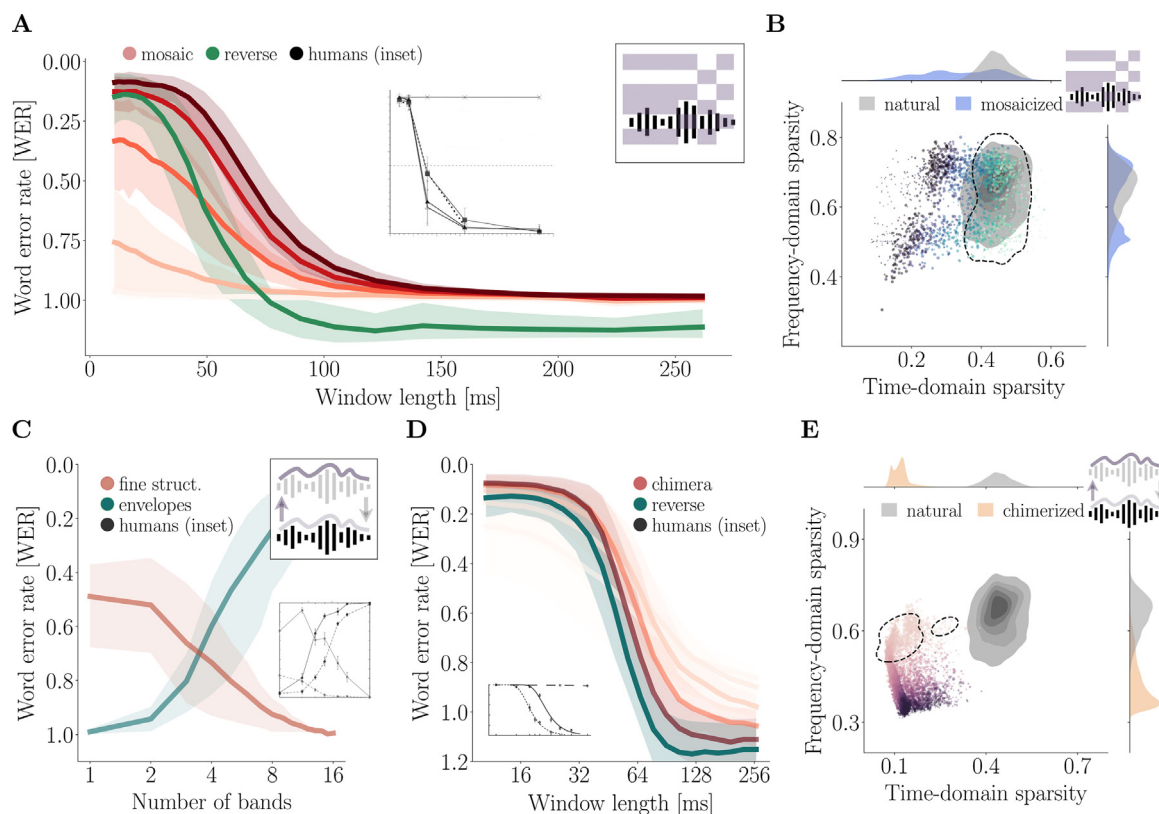 A
mosaic reverse humans (inset)
Word error rate [WER]
0.00
0.25
0.50
0.75
1.00
0 50 100 150 200 250
Window length [ms]
B
natural mosaicized
Frequency-domain sparsity
0.8
0.6
0.4
0.2 0.4 0.6
Time-domain sparsity
C
fine struct.
envelopes
humans (inset)
Word error rate [WER]
0.0
0.2
0.4
0.6
0.8
1.0
1 2 4 8 16
Number of bands
D
chimera
reverse
humans (inset)
Word error rate [WER]
0.0
0.2
0.4
0.6
0.8
1.0
1.2
16 32 64 128 256
Window length [ms]
E
natural chimerized
Frequency-domain sparsity
0.9
0.6
0.3
0.1 0.4 0.7
Time-domain sparsity